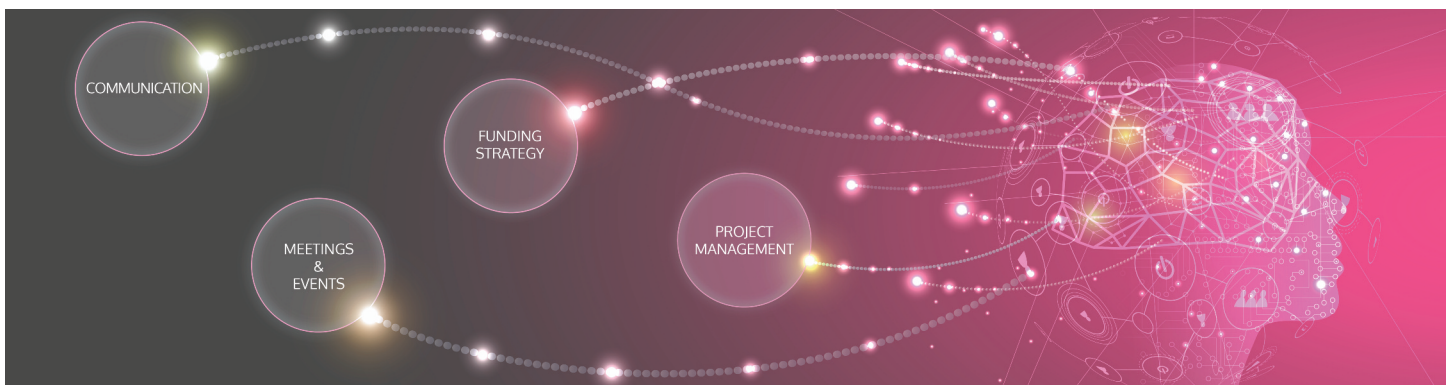 COMMUNICATION
FUNDING
STRATEGY
MEETINGS
&
EVENTS
PROJECT
MANAGEMENT